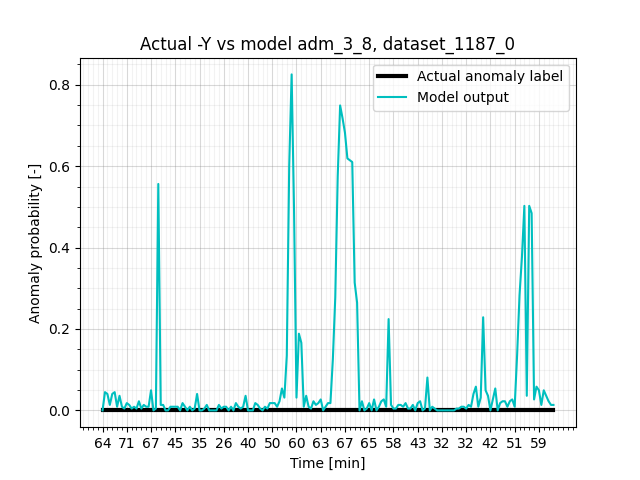 Actual -Y vs model adm_3_8, dataset_1187_0
Actual anomaly label
Model output
Anomaly probability [-]
0.8
0.6
0.4
0.2
0.0
64 71 67 45 35 26 40 50 60 63 67 65 58 43 32 32 42 51 59
Time [min]